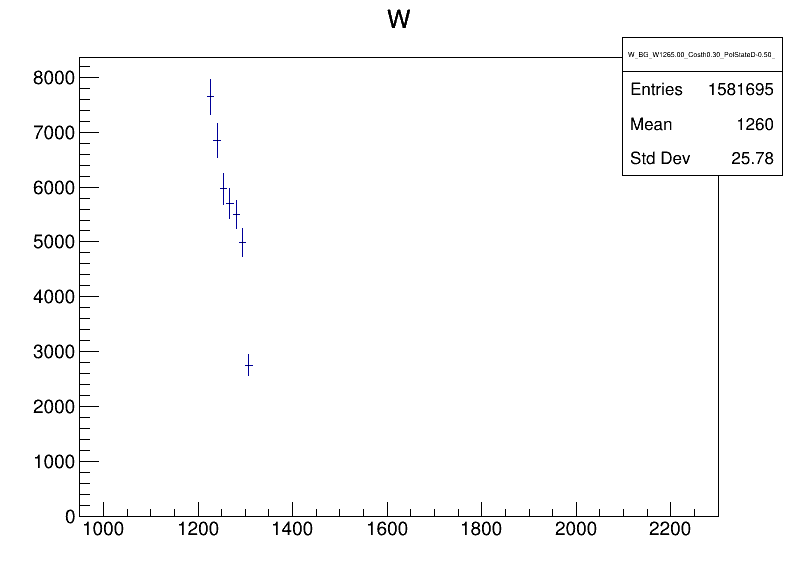 W
W_BG_W1265.00_Costh0.30_PolStateD-0.50_
Entries 1581695
Mean 1260
Std Dev 25.78
8000
7000
6000
5000
4000
3000
2000
1000
0
1000 1200 1400 1600 1800 2000 2200